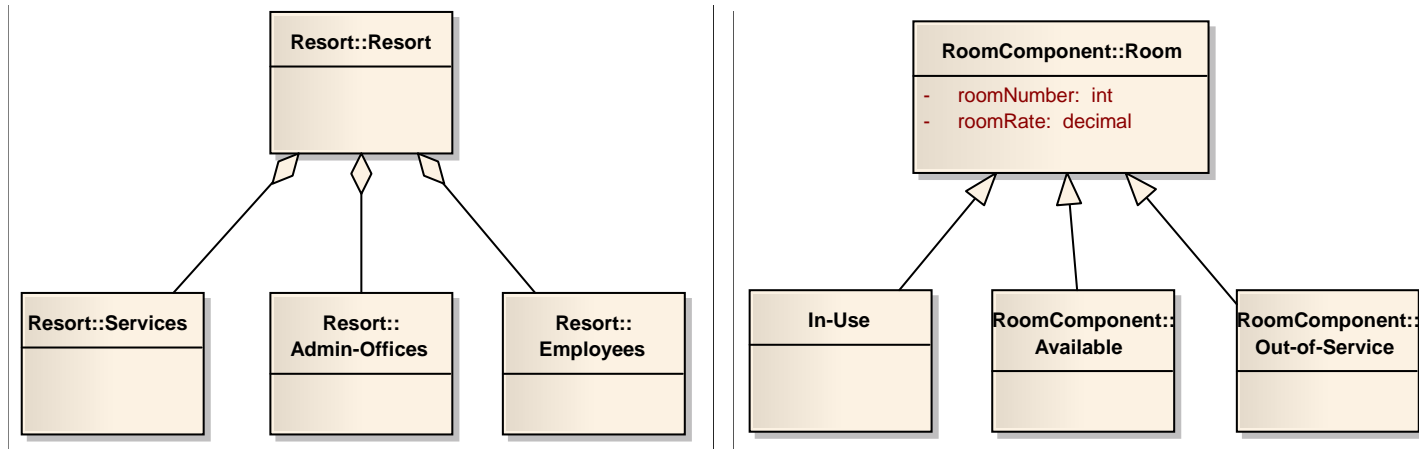 Resort::Resort
Resort::Services
Resort::
Admin-Offices
Resort::
Employees
RoomComponent::Room
- roomNumber: int
- roomRate: decimal
In-Use
RoomComponent::
Available
RoomComponent::
Out-of-Service